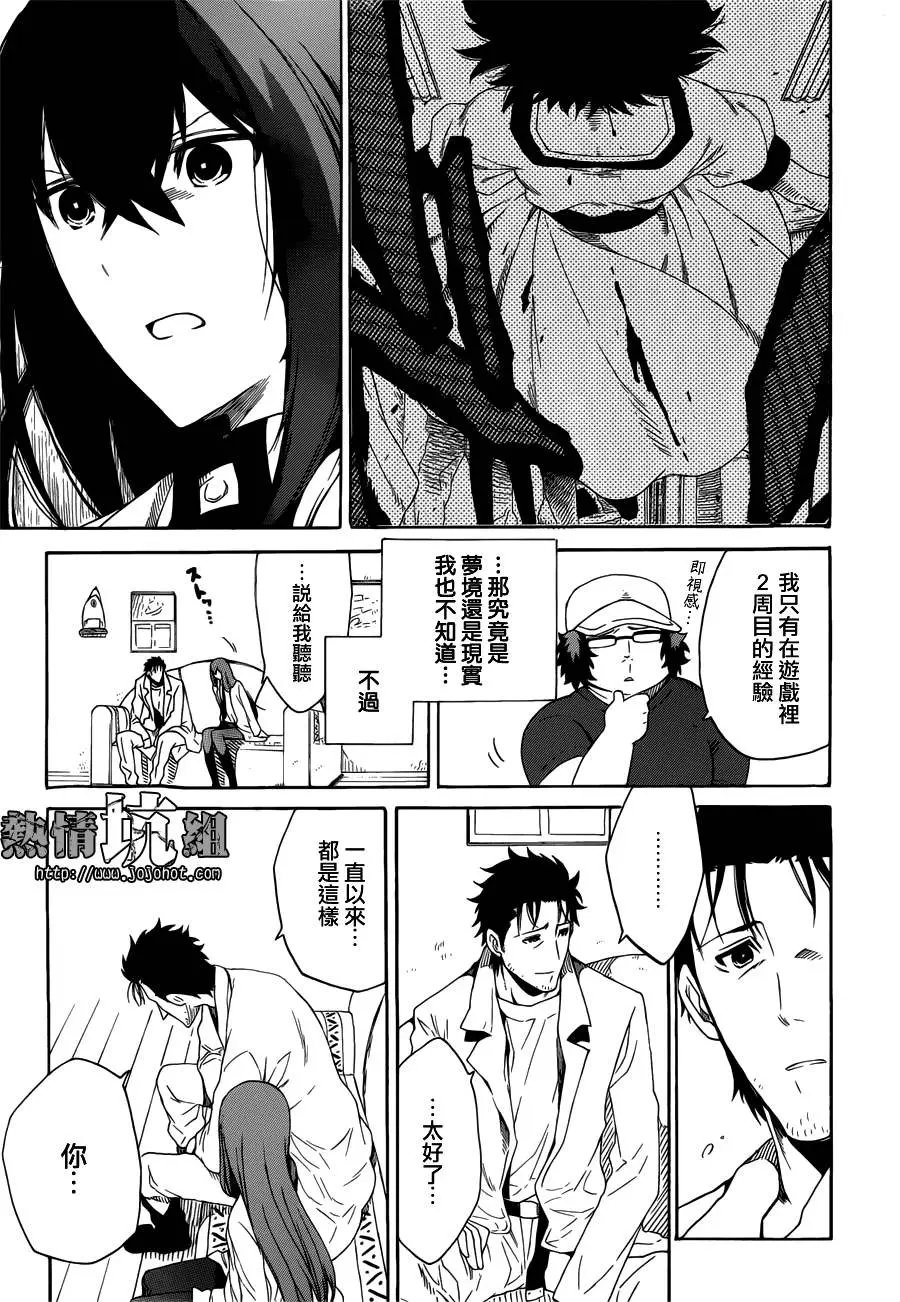 我只有在遊戲裡
2周目的經驗
即視感…
…那究竟是
夢境還是現實
我也不知道…
不過
…說給我聽聽
ストッ…
……
…太好了…
一直以來…
都是這樣
你…
熱情坑組
http://www.jojohot.com